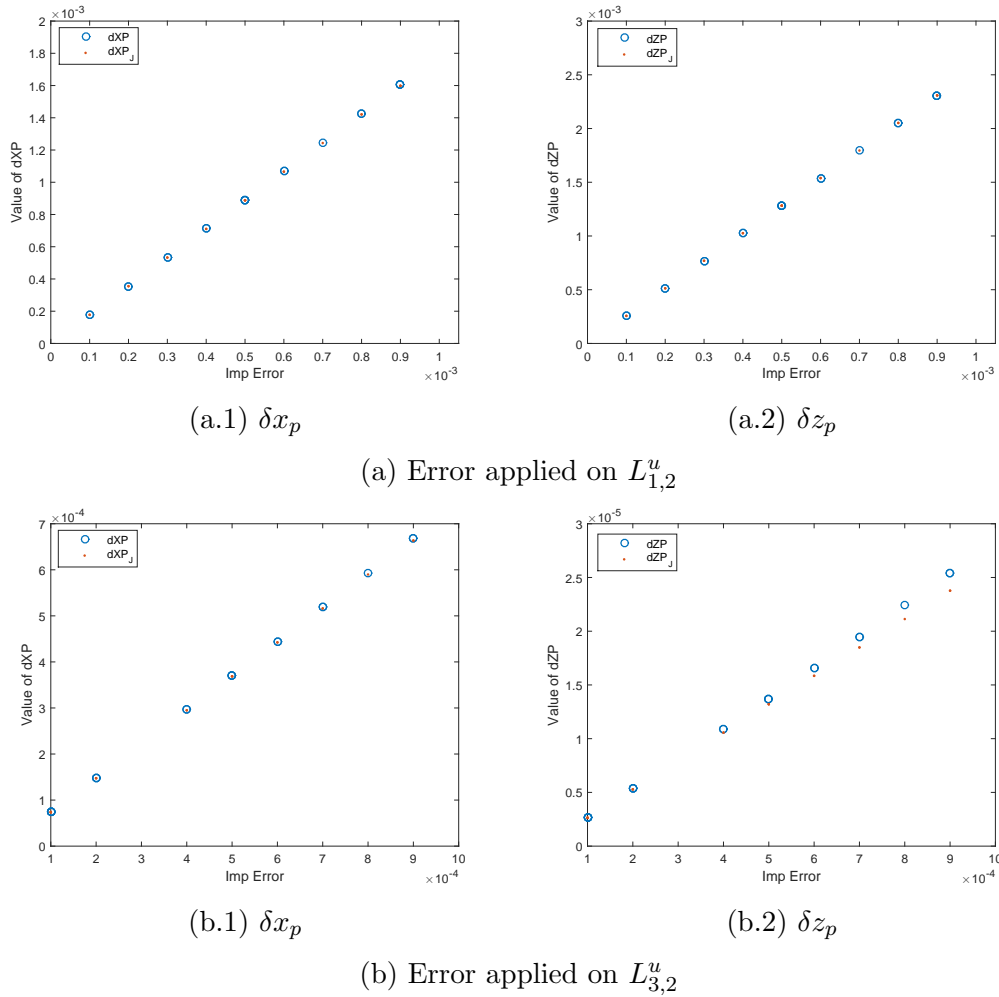 ×10⁻³
2
1.8
1.6
1.4
1.2
1
0.8
0.6
0.4
0.2
0
Value of dXP
dXP
dXP_J
0 0.1 0.2 0.3 0.4 0.5 0.6 0.7 0.8 0.9 1
Imp Error
×10⁻³
(a.1) δx_p
×10⁻³
3
2.5
2
1.5
1
0.5
0
Value of dZP
dZP
dZP_J
0 0.1 0.2 0.3 0.4 0.5 0.6 0.7 0.8 0.9 1
Imp Error
×10⁻³
(a.2) δz_p
(a) Error applied on L^u_{1,2}
×10⁻⁴
7
6
5
4
3
2
1
0
Value of dXP
dXP
dXP_J
1 2 3 4 5 6 7 8 9 10
Imp Error
×10⁻⁴
(b.1) δx_p
×10⁻⁵
3
2.5
2
1.5
1
0.5
0
Value of dZP
dZP
dZP_J
1 2 3 4 5 6 7 8 9 10
Imp Error
×10⁻⁴
(b.2) δz_p
(b) Error applied on L^u_{3,2}